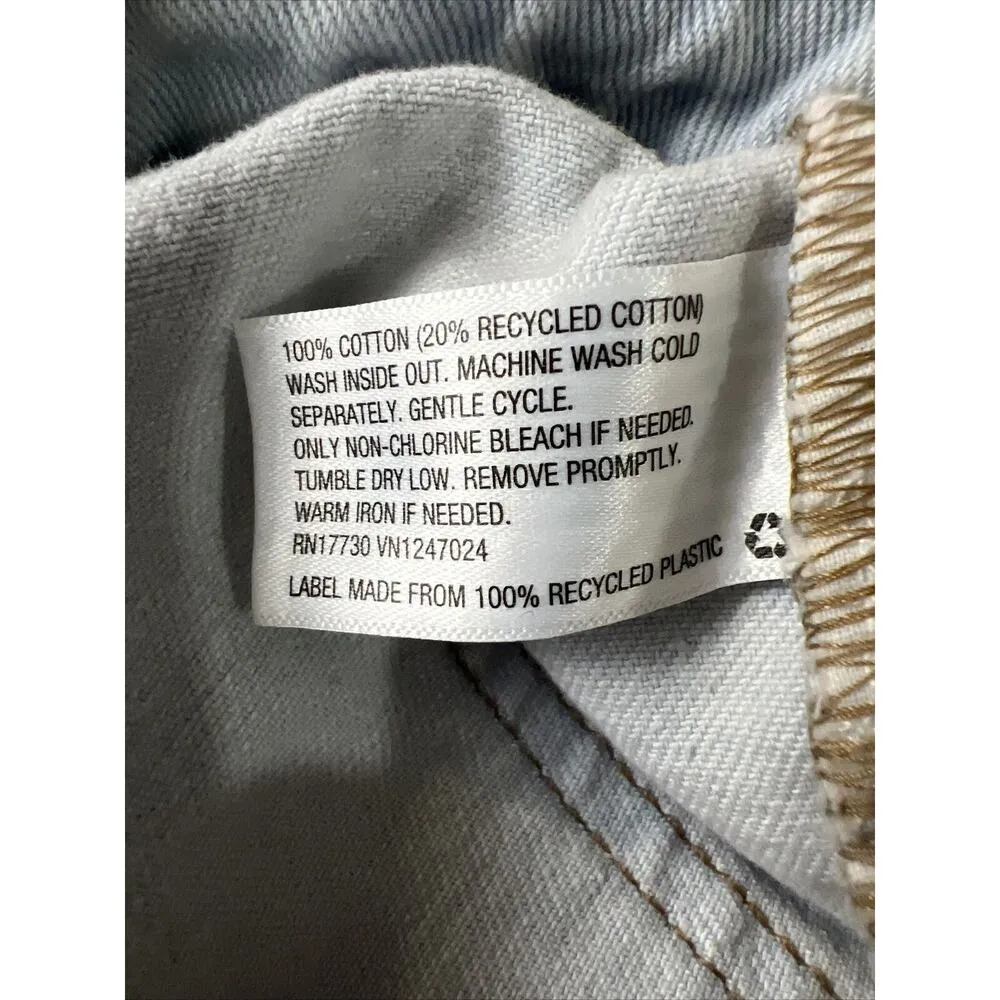 100% COTTON (20% RECYCLED COTTON)
WASH INSIDE OUT. MACHINE WASH COLD
SEPARATELY. GENTLE CYCLE.
ONLY NON-CHLORINE BLEACH IF NEEDED.
TUMBLE DRY LOW. REMOVE PROMPTLY.
WARM IRON IF NEEDED.
RN17730 VN1247024
LABEL MADE FROM 100% RECYCLED PLASTIC